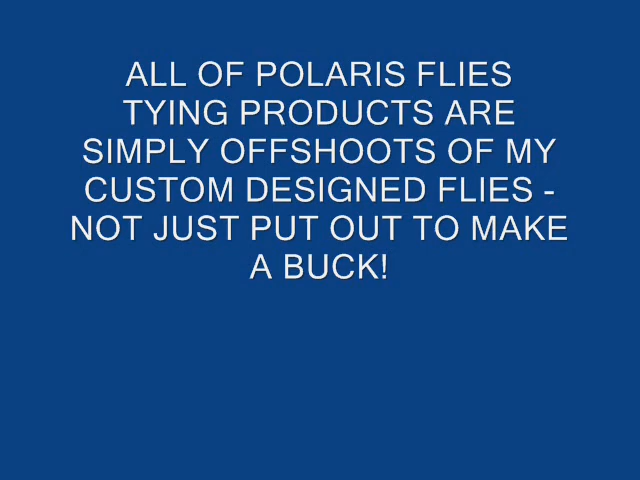 ALL OF POLARIS FLIES
TYING PRODUCTS ARE
SIMPLY OFFSHOOTS OF MY
CUSTOM DESIGNED FLIES -
NOT JUST PUT OUT TO MAKE
A BUCK!